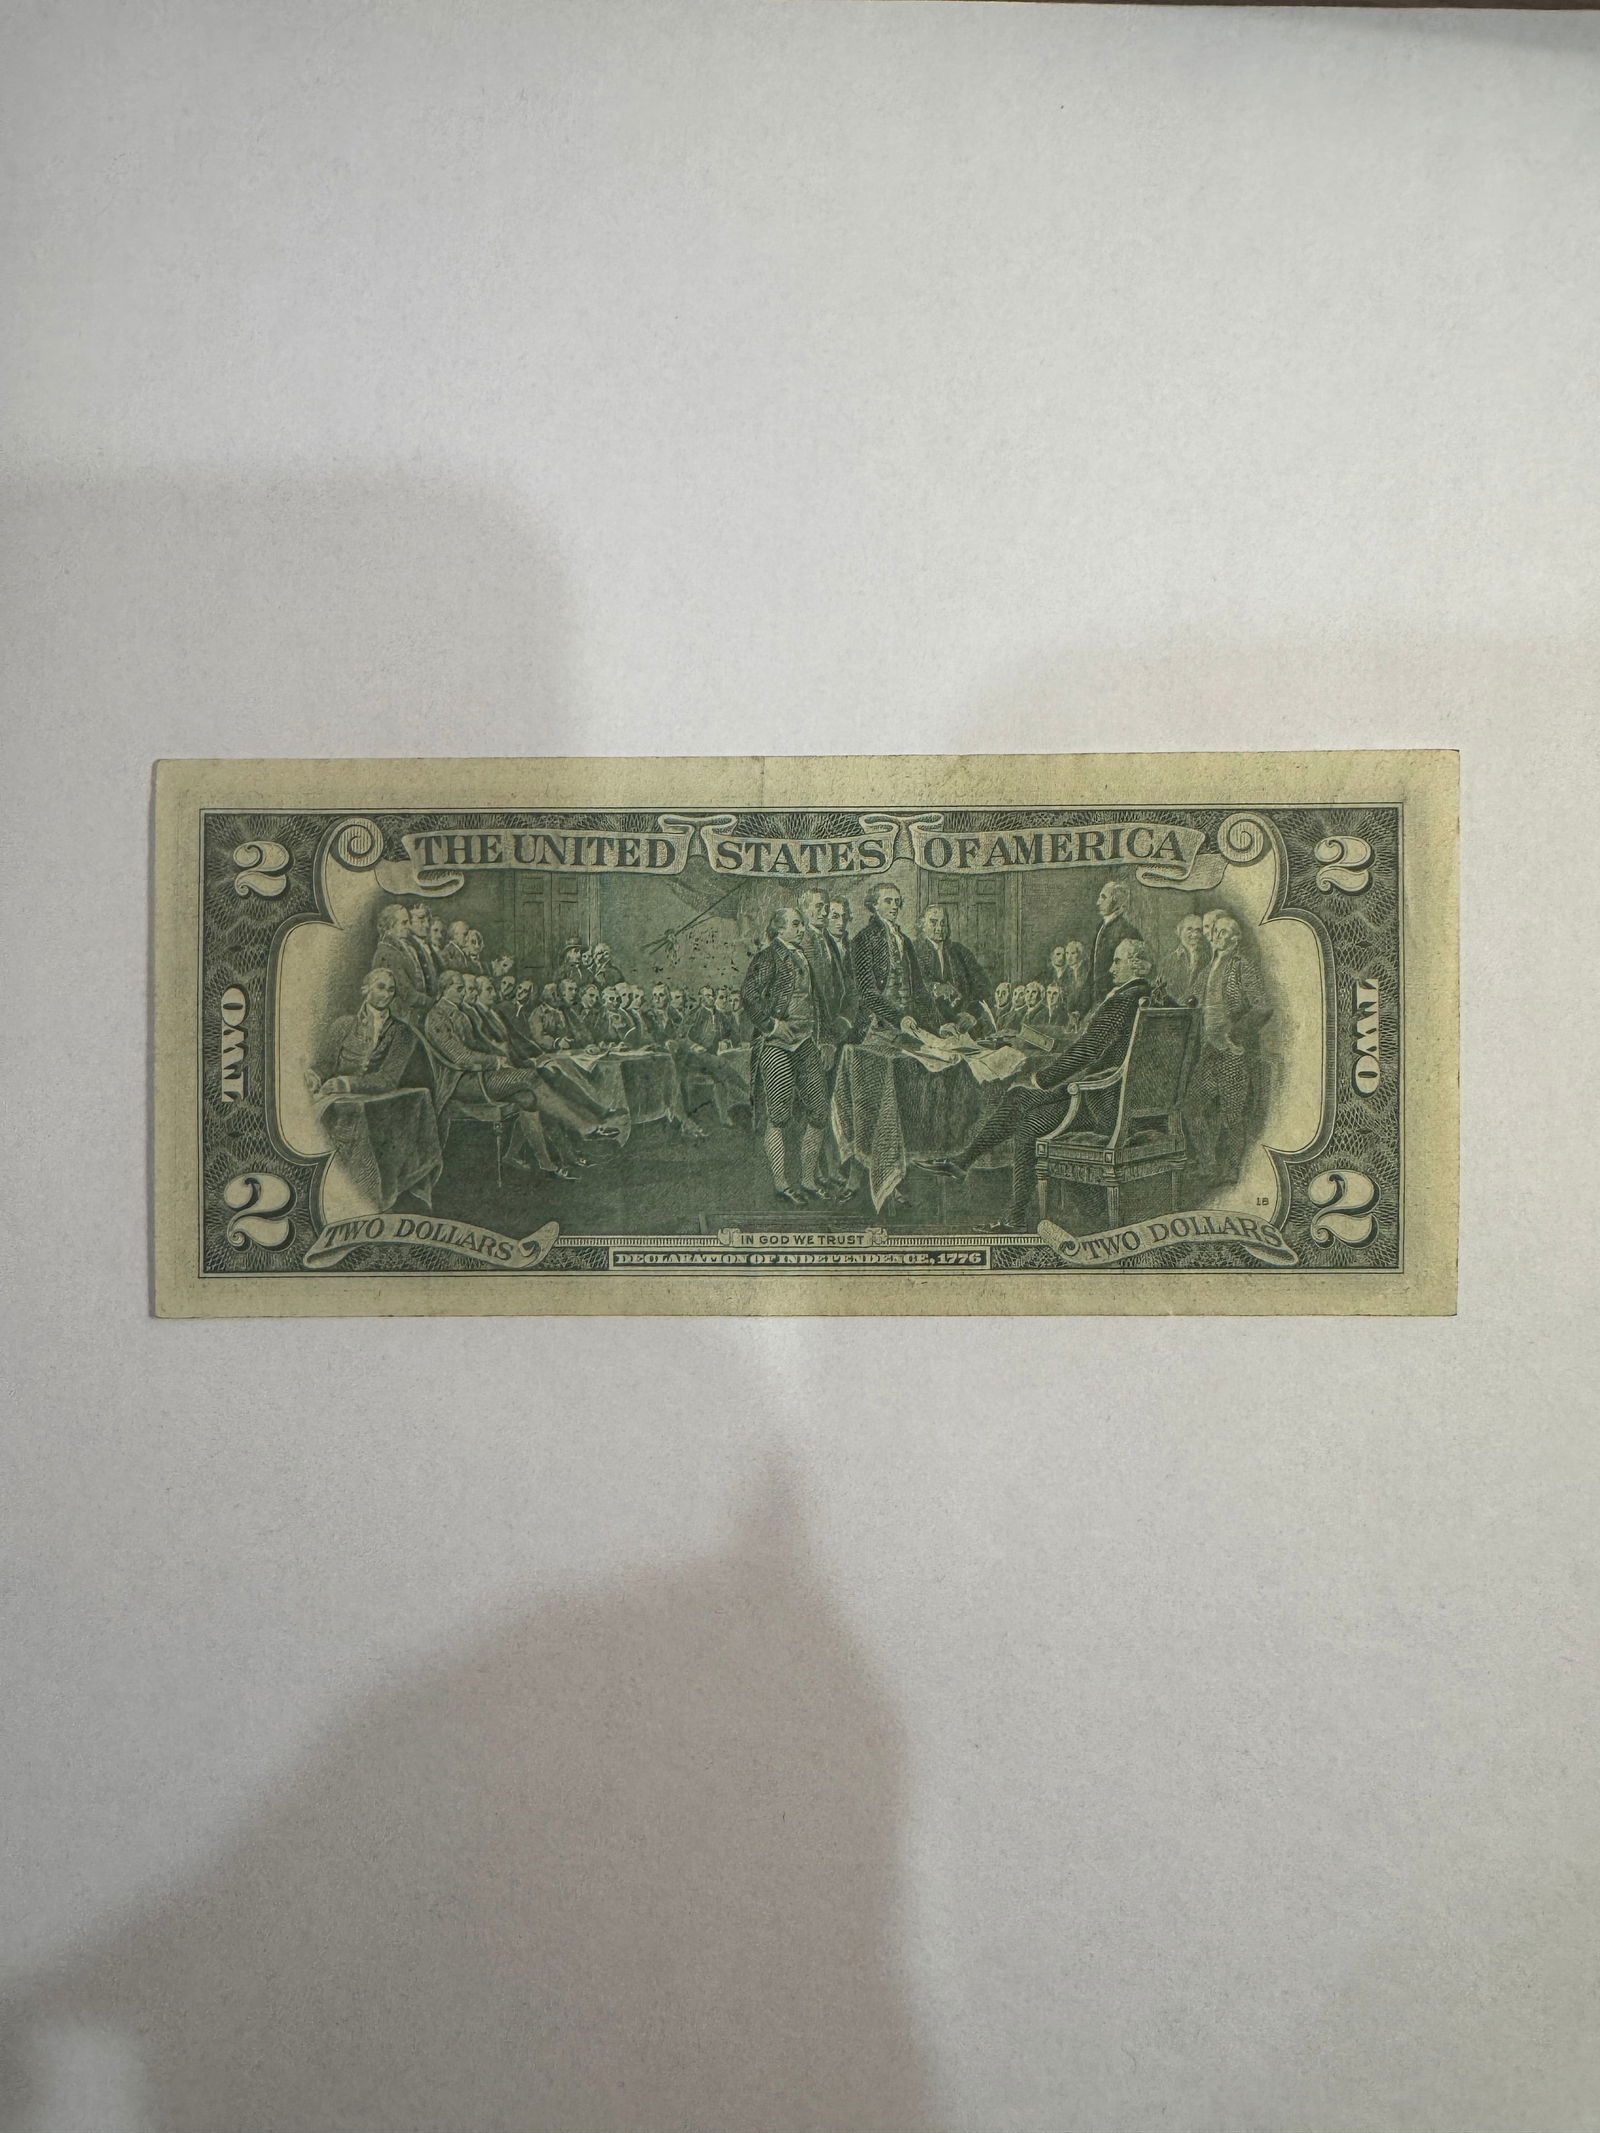 THE UNITED STATES OF AMERICA
2 2
TWO TWO
2 2
TWO DOLLARS TWO DOLLARS
IN GOD WE TRUST
DECLARATION OF INDEPENDENCE, 1776